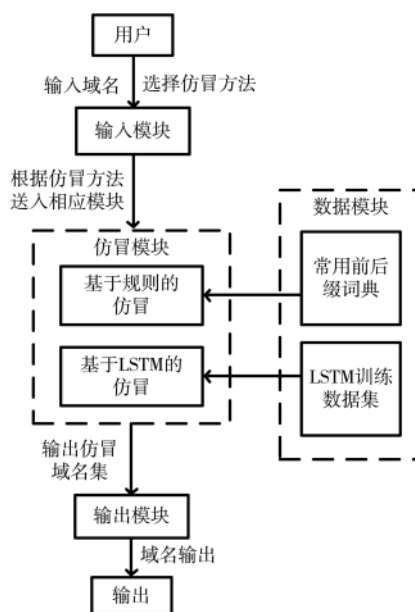 用户
输入域名
选择仿冒方法
输入模块
根据仿冒方法
送入相应模块
数据模块
仿冒模块
常用前后
缀词典
基于规则的
仿冒
基于LSTM的
仿冒
LSTM训练
数据集
输出仿冒
域名集
输出模块
域名输出
输出